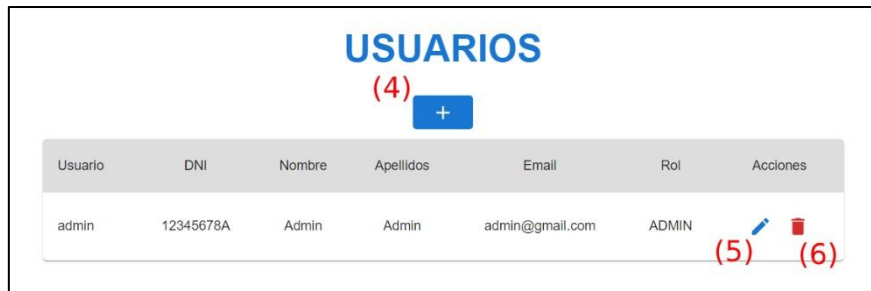 USUARIOS
(4)
+
Usuario DNI Nombre Apellidos Email Rol Acciones
admin 12345678A Admin Admin admin@gmail.com ADMIN
(5) (6)